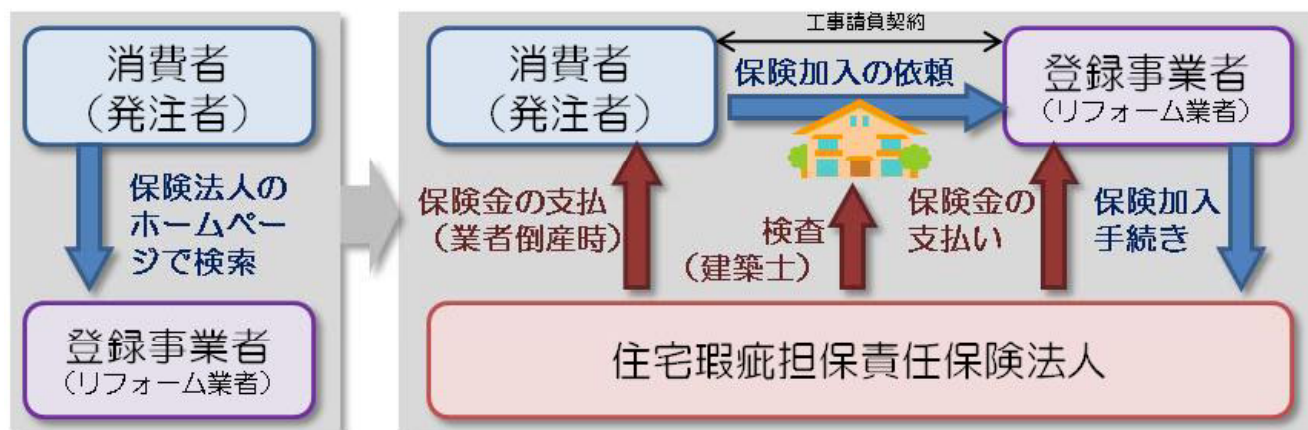 消費者
（発注者）
保険法人の
ホームペー
ジで検索
登録事業者
（リフォーム業者）
消費者
（発注者）
工事請負契約
保険加入の依頼
登録事業者
（リフォーム業者）
保険金の支払
（業者倒産時）
検査
（建築士）
保険金の
支払い
保険加入
手続き
住宅瑕疵担保責任保険法人